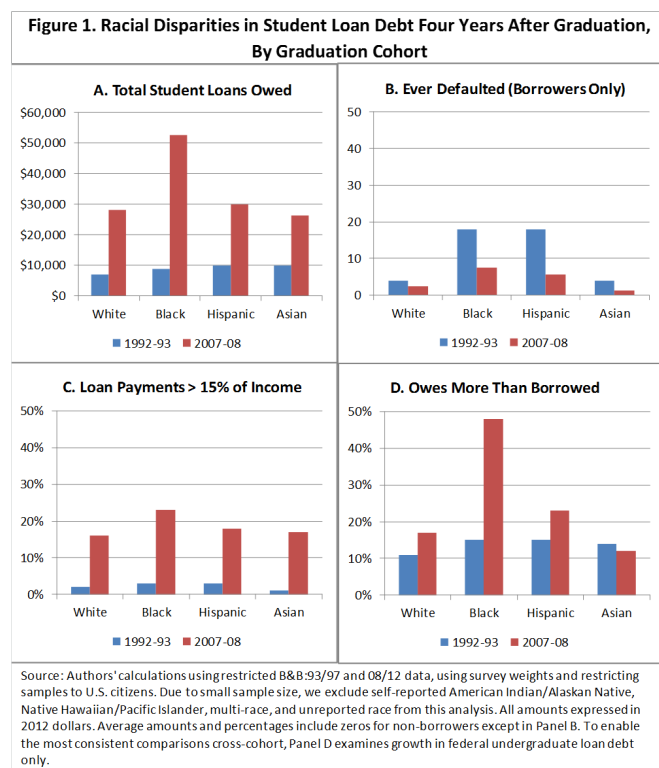 Figure 1. Racial Disparities in Student Loan Debt Four Years After Graduation,
By Graduation Cohort
A. Total Student Loans Owed
$60,000
$50,000
$40,000
$30,000
$20,000
$10,000
$0
White Black Hispanic Asian
1992-93 2007-08
B. Ever Defaulted (Borrowers Only)
50
40
30
20
10
0
White Black Hispanic Asian
1992-93 2007-08
C. Loan Payments > 15% of Income
50%
40%
30%
20%
10%
0%
White Black Hispanic Asian
1992-93 2007-08
D. Owes More Than Borrowed
50%
40%
30%
20%
10%
0%
White Black Hispanic Asian
1992-93 2007-08
Source: Authors' calculations using restricted B&B:93/97 and 08/12 data, using survey weights and restricting
samples to U.S. citizens. Due to small sample size, we exclude self-reported American Indian/Alaskan Native,
Native Hawaiian/Pacific Islander, multi-race, and unreported race from this analysis. All amounts expressed in
2012 dollars. Average amounts and percentages include zeros for non-borrowers except in Panel B. To enable
the most consistent comparisons cross-cohort, Panel D examines growth in federal undergraduate loan debt
only.